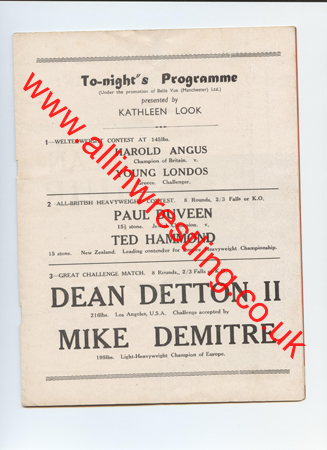 To-night"s Programme
(Under the promotion of Belle Vue (Manchester) Ltd.)
presented by
KATHLEEN LOOK
1—WELTERWEIGHT CONTEST AT 145lbs.
HAROLD ANGUS
Champion of Britain. v.
YOUNG LONDOS
Greece. Challenger.
2—ALL-BRITISH HEAVYWEIGHT CONTEST. 8 Rounds, 2/3 Falls or K.O.
PAUL DUVEEN
15½ stone. v.
TED HAMMOND
15 stone. New Zealand. Leading contender for Heavyweight Championship.
3—GREAT CHALLENGE MATCH. 8 Rounds, 2/3 Falls
DEAN DETTON II
216lbs. Los Angeles, U.S.A. Challenge accepted by
MIKE DEMITRE
198lbs. Light-Heavyweight Champion of Europe.
www.allinwrestling.co.uk